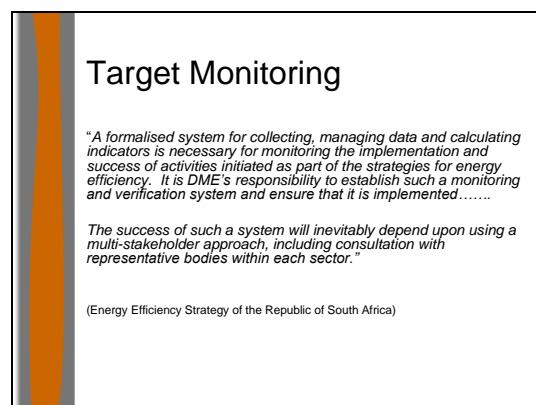 Target Monitoring
“A formalised system for collecting, managing data and calculating
indicators is necessary for monitoring the implementation and
success of activities initiated as part of the strategies for energy
efficiency.  It is DME’s responsibility to establish such a monitoring
and verification system and ensure that it is implemented…….
The success of such a system will inevitably depend upon using a
multi-stakeholder approach, including consultation with
representative bodies within each sector.”
(Energy Efficiency Strategy of the Republic of South Africa)